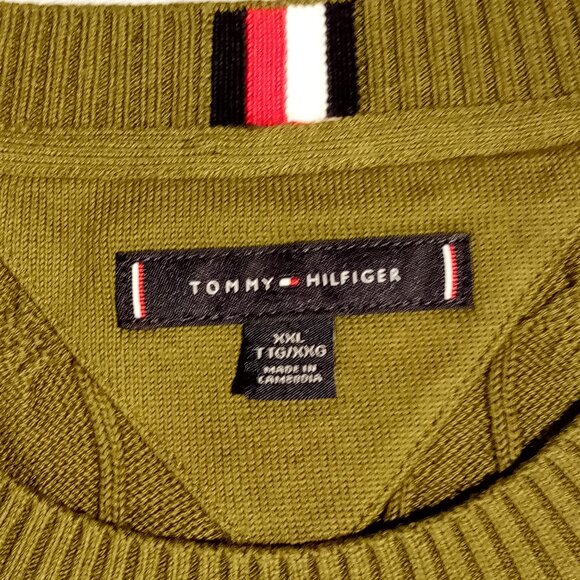 TOMMY HILFIGER
XXL
TTG/XXG
MADE IN
CAMBODIA